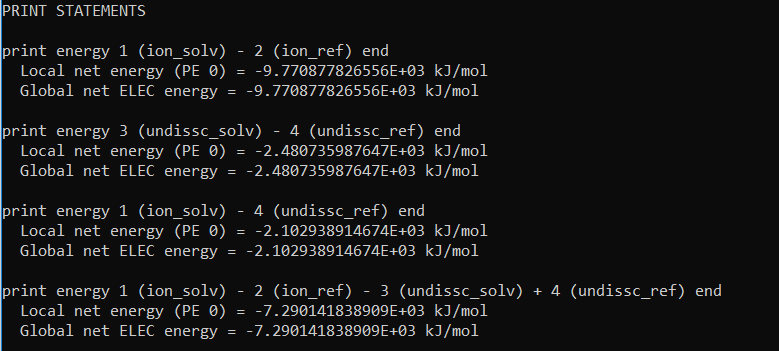 PRINT STATEMENTS
print energy 1 (ion_solv) - 2 (ion_ref) end
Local net energy (PE 0) = -9.770877826556E+03 kJ/mol
Global net ELEC energy = -9.770877826556E+03 kJ/mol
print energy 3 (undissc_solv) - 4 (undissc_ref) end
Local net energy (PE 0) = -2.480735987647E+03 kJ/mol
Global net ELEC energy = -2.480735987647E+03 kJ/mol
print energy 1 (ion_solv) - 4 (undissc_ref) end
Local net energy (PE 0) = -2.102938914674E+03 kJ/mol
Global net ELEC energy = -2.102938914674E+03 kJ/mol
print energy 1 (ion_solv) - 2 (ion_ref) - 3 (undissc_solv) + 4 (undissc_ref) end
Local net energy (PE 0) = -7.290141838909E+03 kJ/mol
Global net ELEC energy = -7.290141838909E+03 kJ/mol